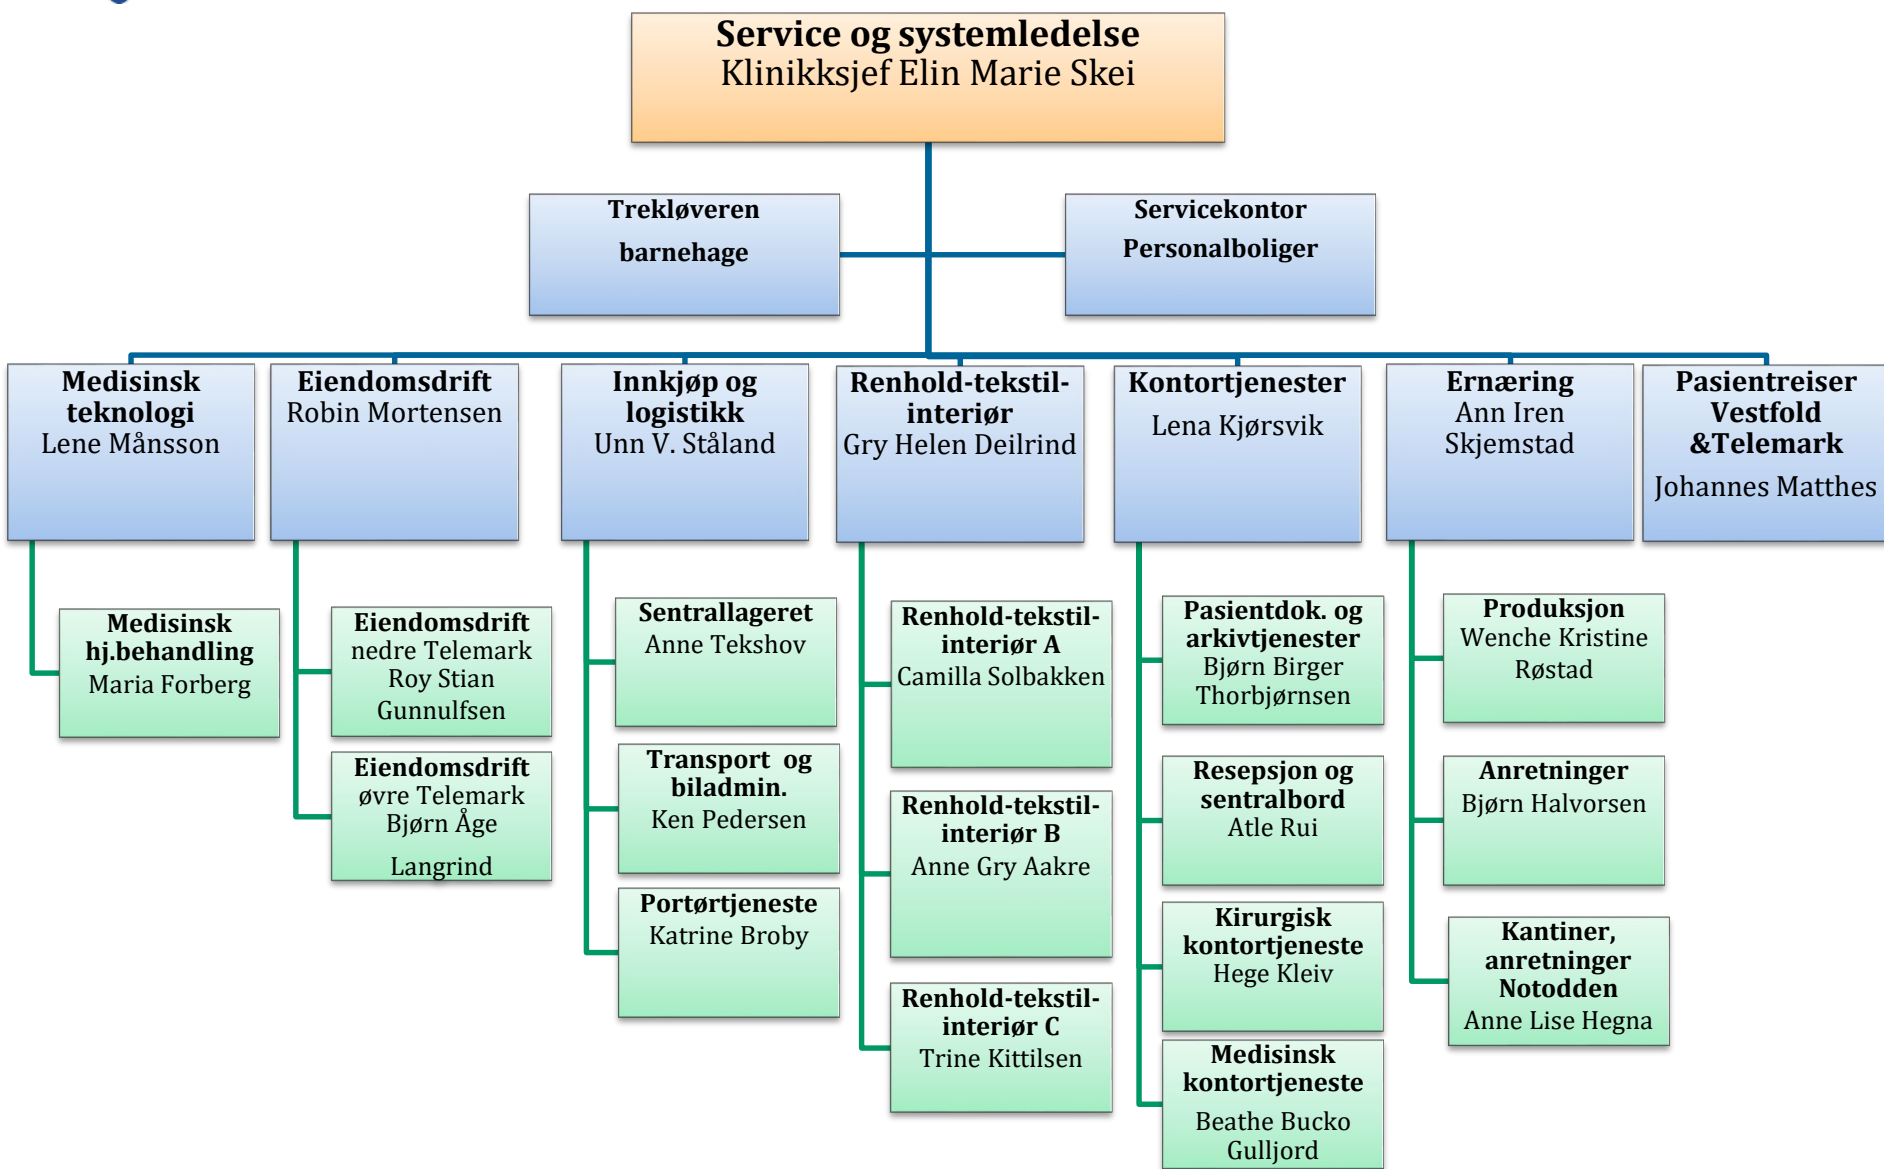 Service og systemledelse
Klinikksjef Elin Marie Skei
Trekløveren
barnehage
Servicekontor
Personalboliger
Medisinsk
teknologi
Lene Månsson
Eiendomsdrift
Robin Mortensen
Innkjøp og
logistikk
Unn V. Ståland
Renhold-tekstil-
interiør
Gry Helen Deilrind
Kontortjenester
Lena Kjørsvik
Ernæring
Ann Iren
Skjemstad
Pasientreiser
Vestfold
&Telemark
Johannes Matthes
Medisinsk
hj.behandling
Maria Forberg
Eiendomsdrift
nedre Telemark
Roy Stian
Gunnulfsen
Eiendomsdrift
øvre Telemark
Bjørn Åge
Langrind
Sentrallageret
Anne Tekshov
Transport og
biladmin.
Ken Pedersen
Portørtjeneste
Katrine Broby
Renhold-tekstil-
interiør A
Camilla Solbakken
Renhold-tekstil-
interiør B
Anne Gry Aakre
Renhold-tekstil-
interiør C
Trine Kittilsen
Pasientdok. og
arkivtjenester
Bjørn Birger
Thorbjørnsen
Resepsjon og
sentralbord
Atle Rui
Kirurgisk
kontortjeneste
Hege Kleiv
Medisinsk
kontortjeneste
Beathe Bucko
Gulljord
Produksjon
Wenche Kristine
Røstad
Anretninger
Bjørn Halvorsen
Kantiner,
anretninger
Notodden
Anne Lise Hegna